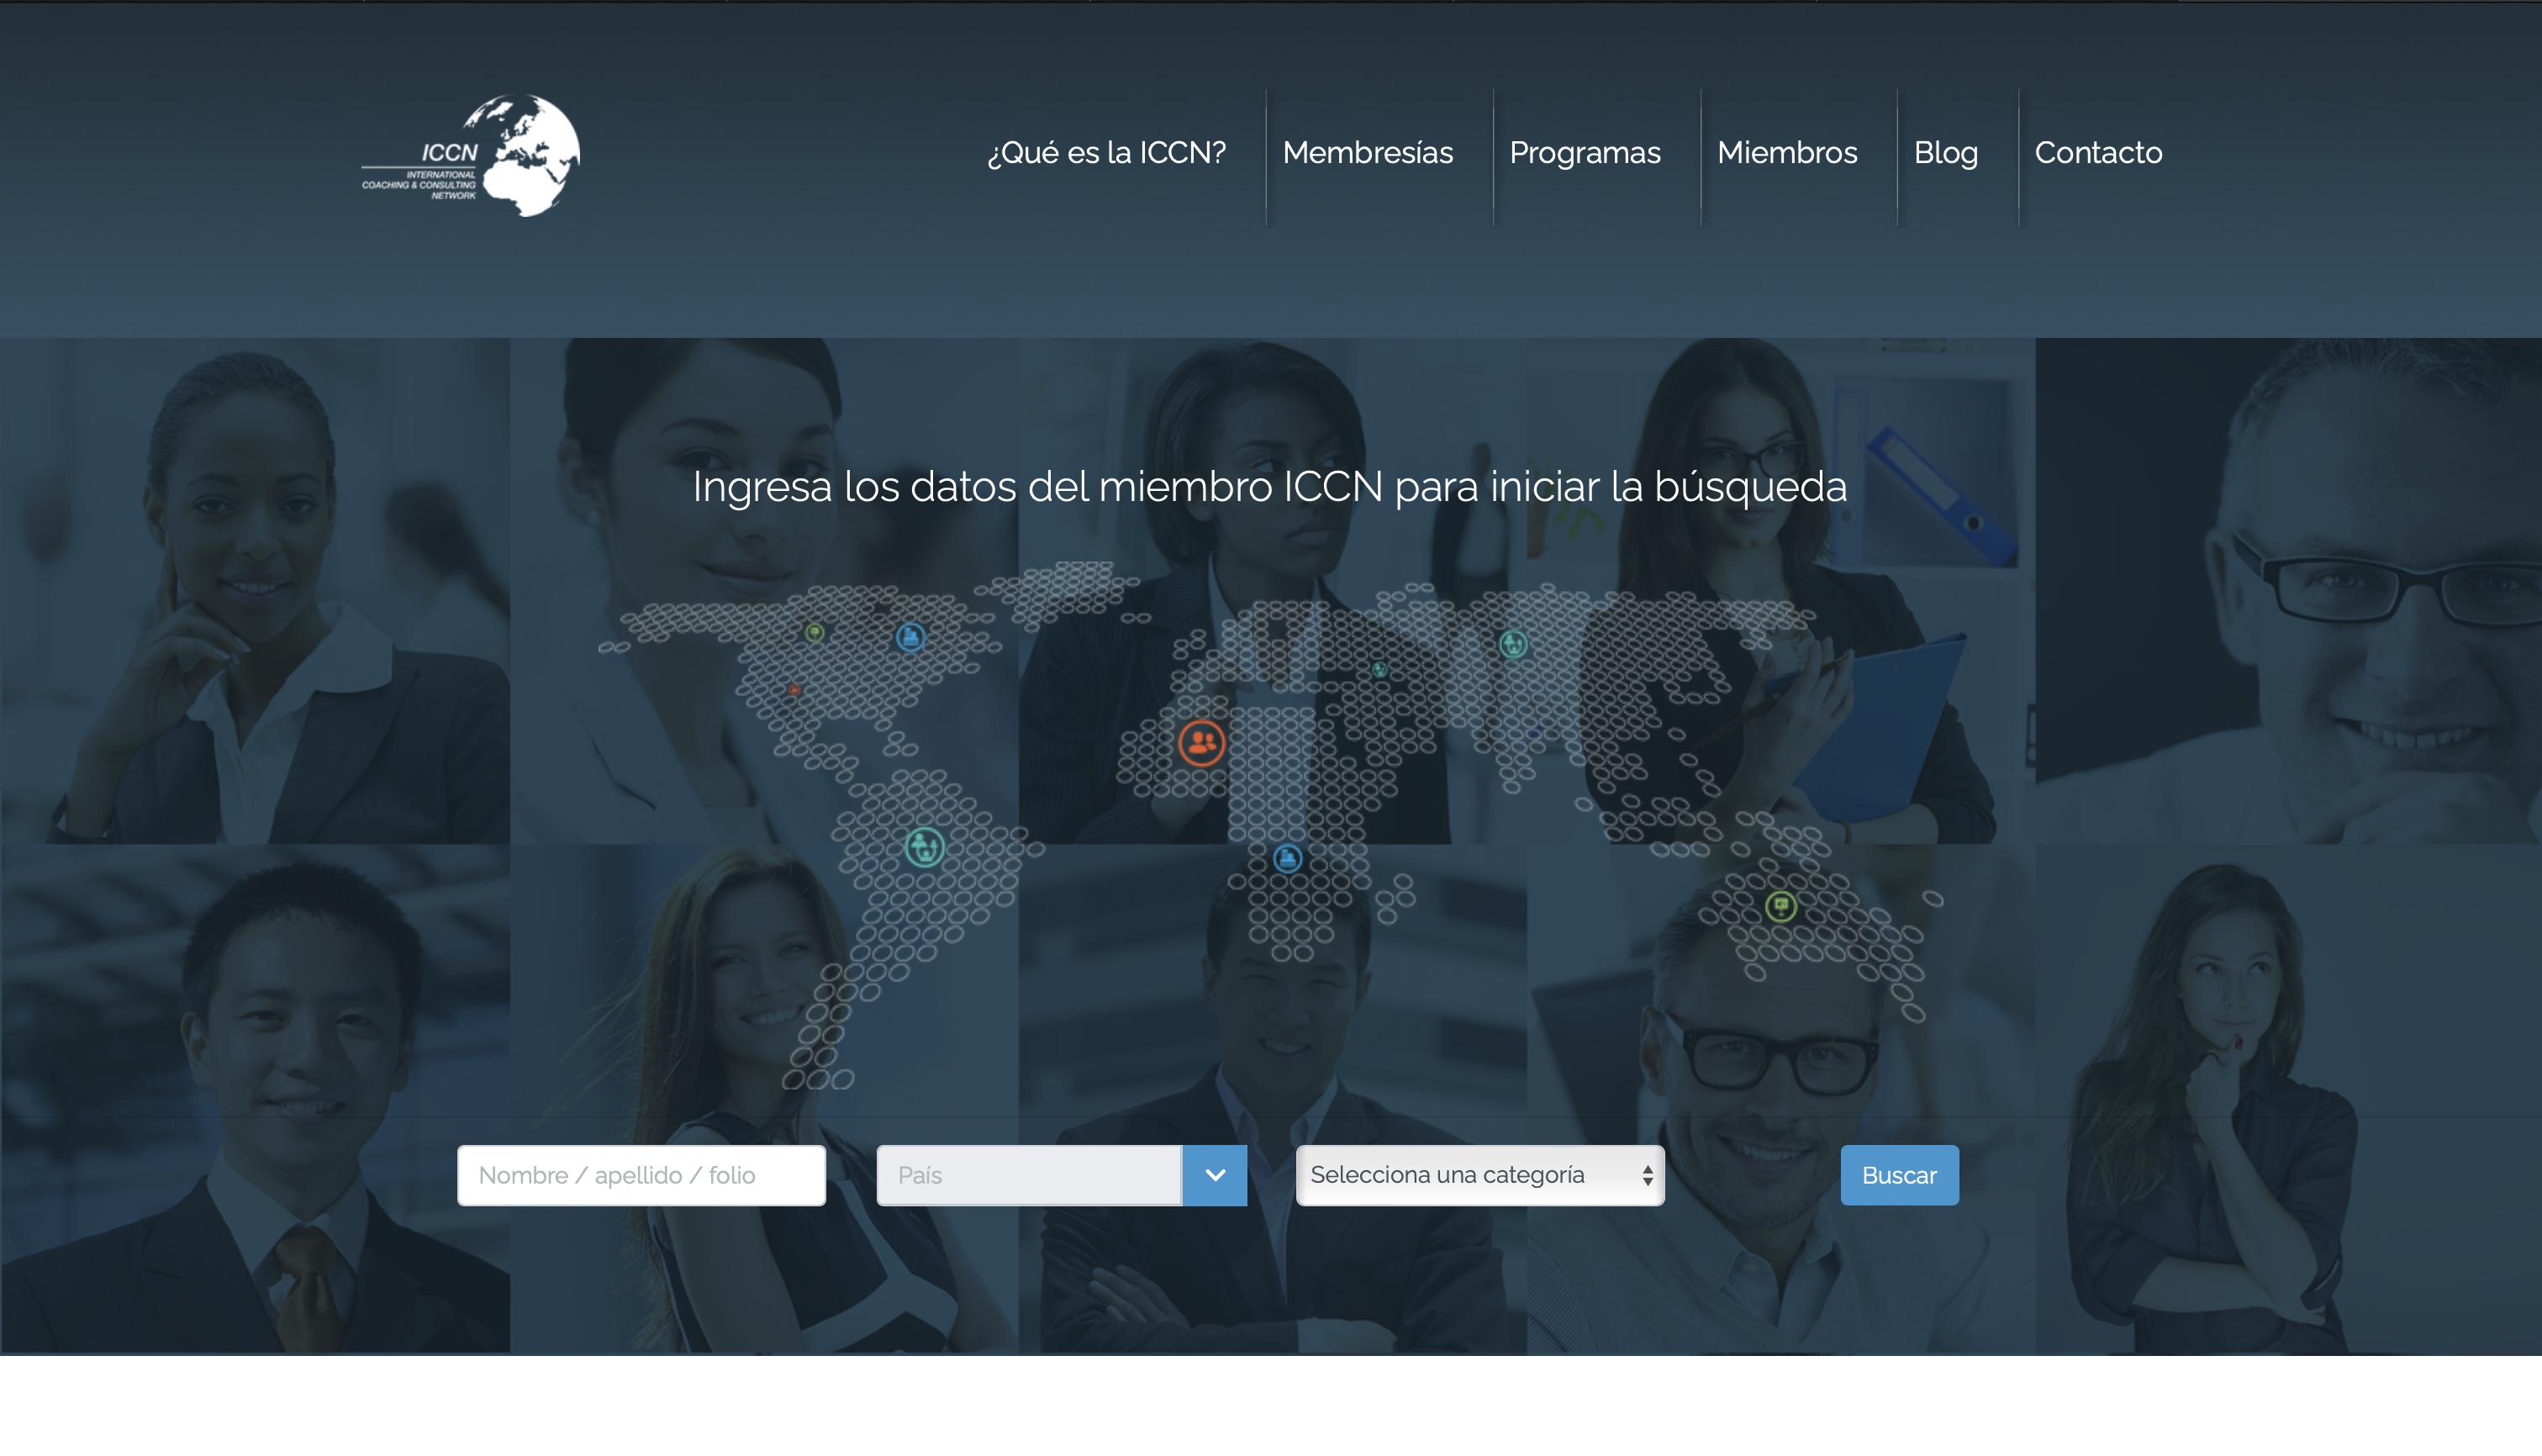 ICCN
INTERNATIONAL
COACHING & CONSULTING
NETWORK
¿Qué es la ICCN?
Membresías
Programas
Miembros
Blog
Contacto
Ingresa los datos del miembro ICCN para iniciar la búsqueda
Nombre / apellido / folio
País
Selecciona una categoría
Buscar